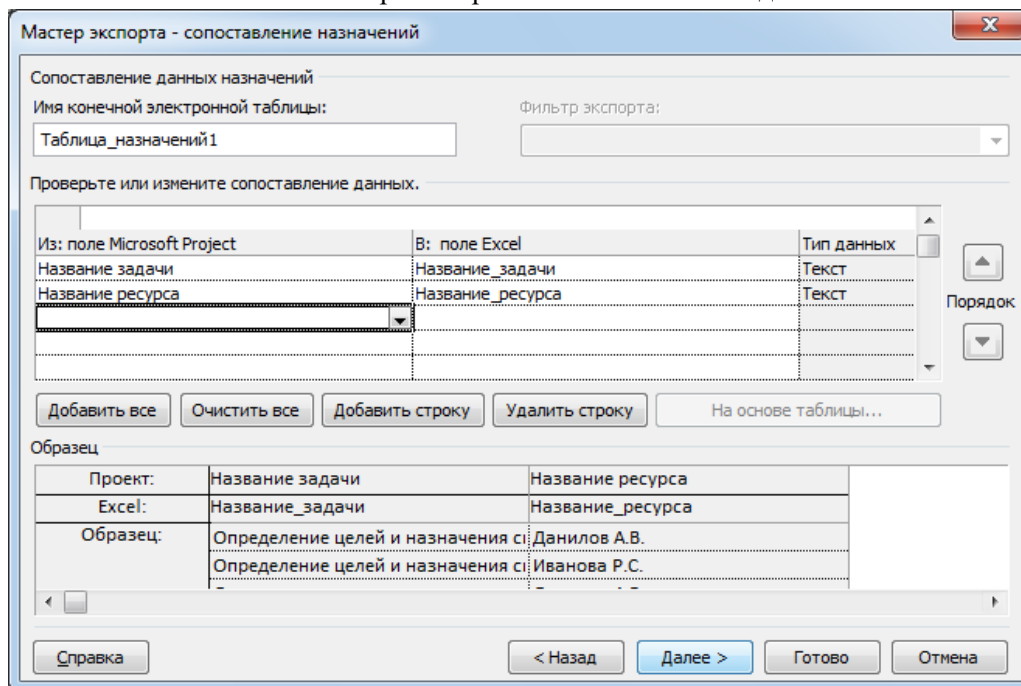 Мастер экспорта - сопоставление назначений
Сопоставление данных назначений
Имя конечной электронной таблицы:
Фильтр экспорта:
Таблица_назначений1
Проверьте или измените сопоставление данных.
Из: поле Microsoft Project В: поле Excel Тип данных
Название задачи Название_задачи Текст
Название ресурса Название_ресурса Текст
Порядок
Добавить все Очистить все Добавить строку Удалить строку На основе таблицы...
Образец
Проект: Название задачи Название ресурса
Excel: Название_задачи Название_ресурса
Образец: Определение целей и назначения Данилов А.В.
Определение целей и назначения Иванова Р.С.
Справка < Назад Далее > Готово Отмена